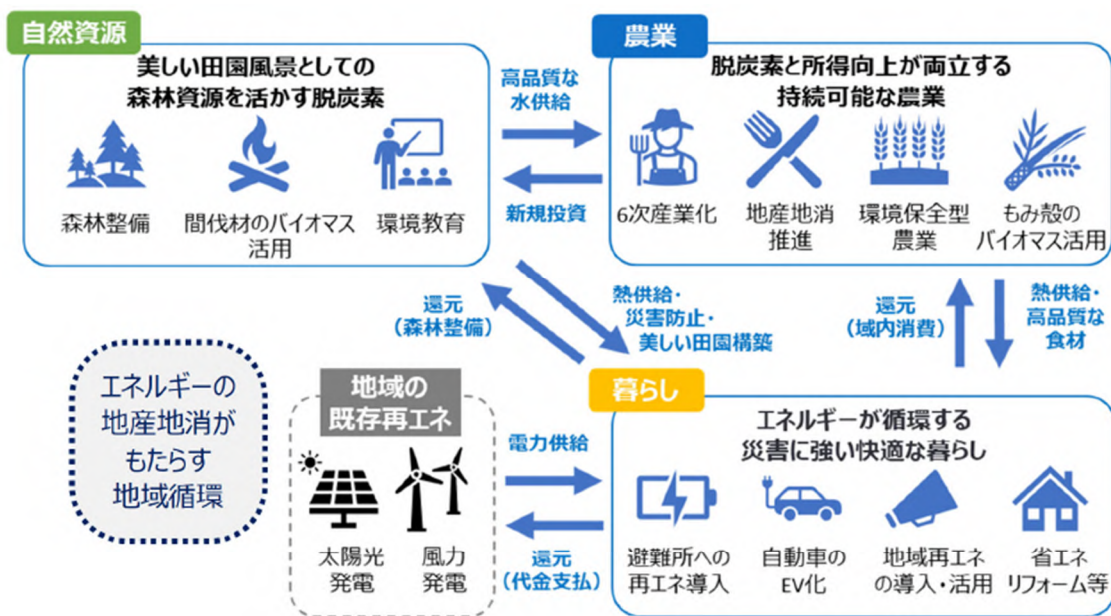 自然資源
美しい田園風景としての
森林資源を活かす脱炭素
森林整備
間伐材のバイオマス
活用
環境教育
高品質な
水供給
新規投資
農業
脱炭素と所得向上が両立する
持続可能な農業
6次産業化
地産地消
推進
環境保全型
農業
もみ殻の
バイオマス活用
還元
（森林整備）
熱供給・
災害防止・
美しい田園構築
還元
（域内消費）
熱供給・
高品質な
食材
エネルギーの
地産地消が
もたらす
地域循環
地域の
既存再エネ
太陽光
発電
風力
発電
電力供給
還元
（代金支払）
暮らし
エネルギーが循環する
災害に強い快適な暮らし
避難所への
再エネ導入
自動車の
EV化
地域再エネ
の導入・活用
省エネ
リフォーム等